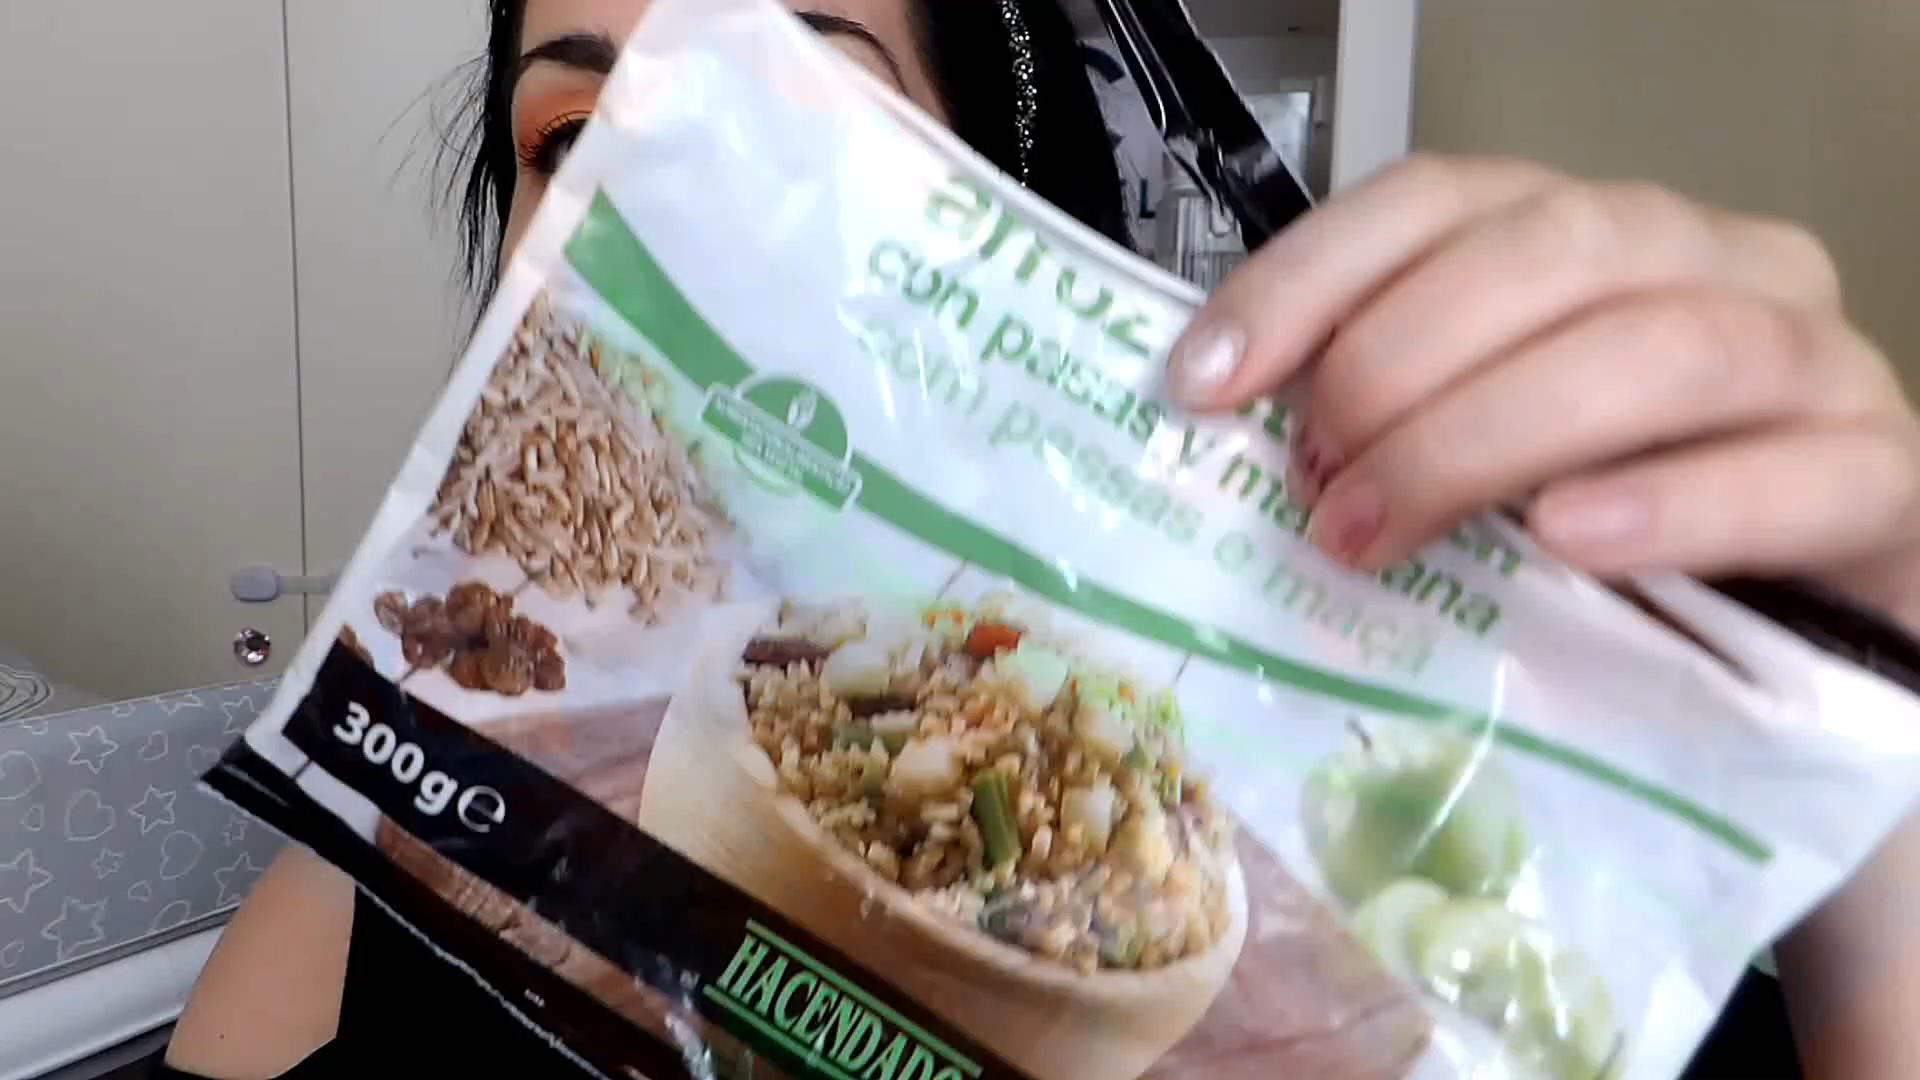 arroz
con pasas y manzana
com passas e maçã
300g℮
HACENDADO